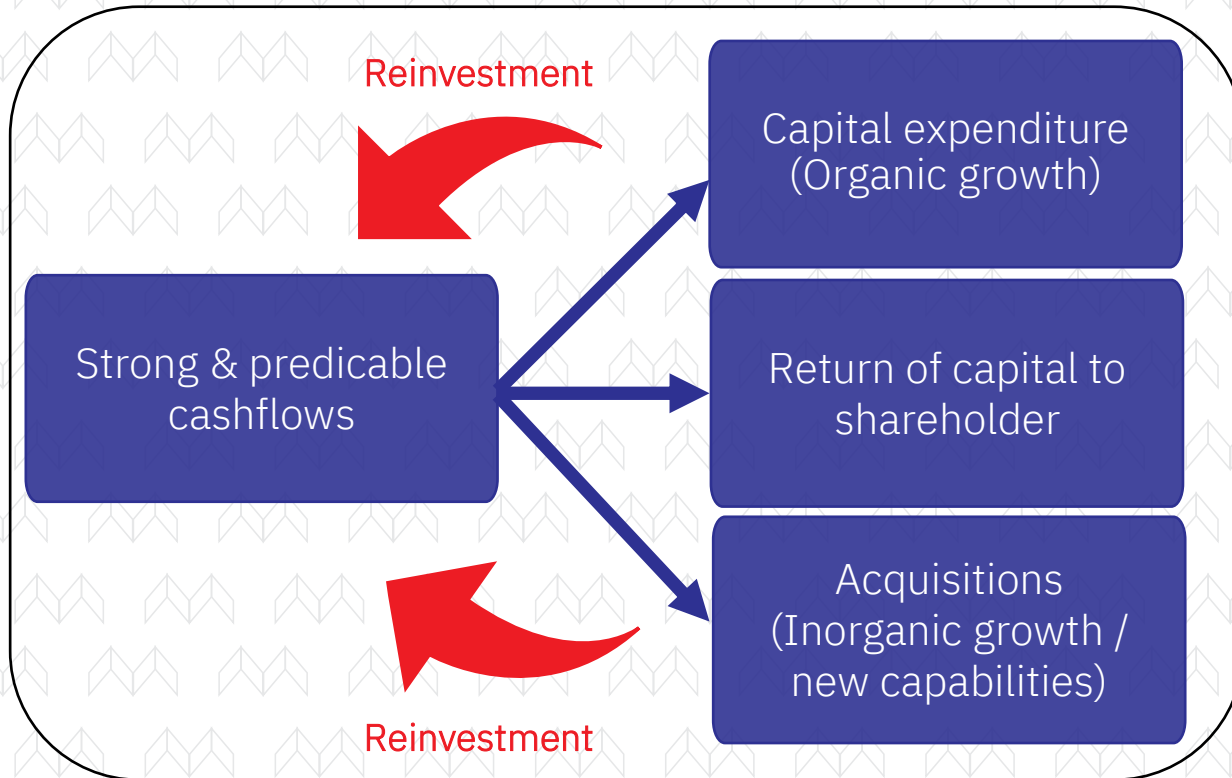 Reinvestment
Capital expenditure
(Organic growth)
Strong & predicable
cashflows
Return of capital to
shareholder
Acquisitions
(Inorganic growth /
new capabilities)
Reinvestment